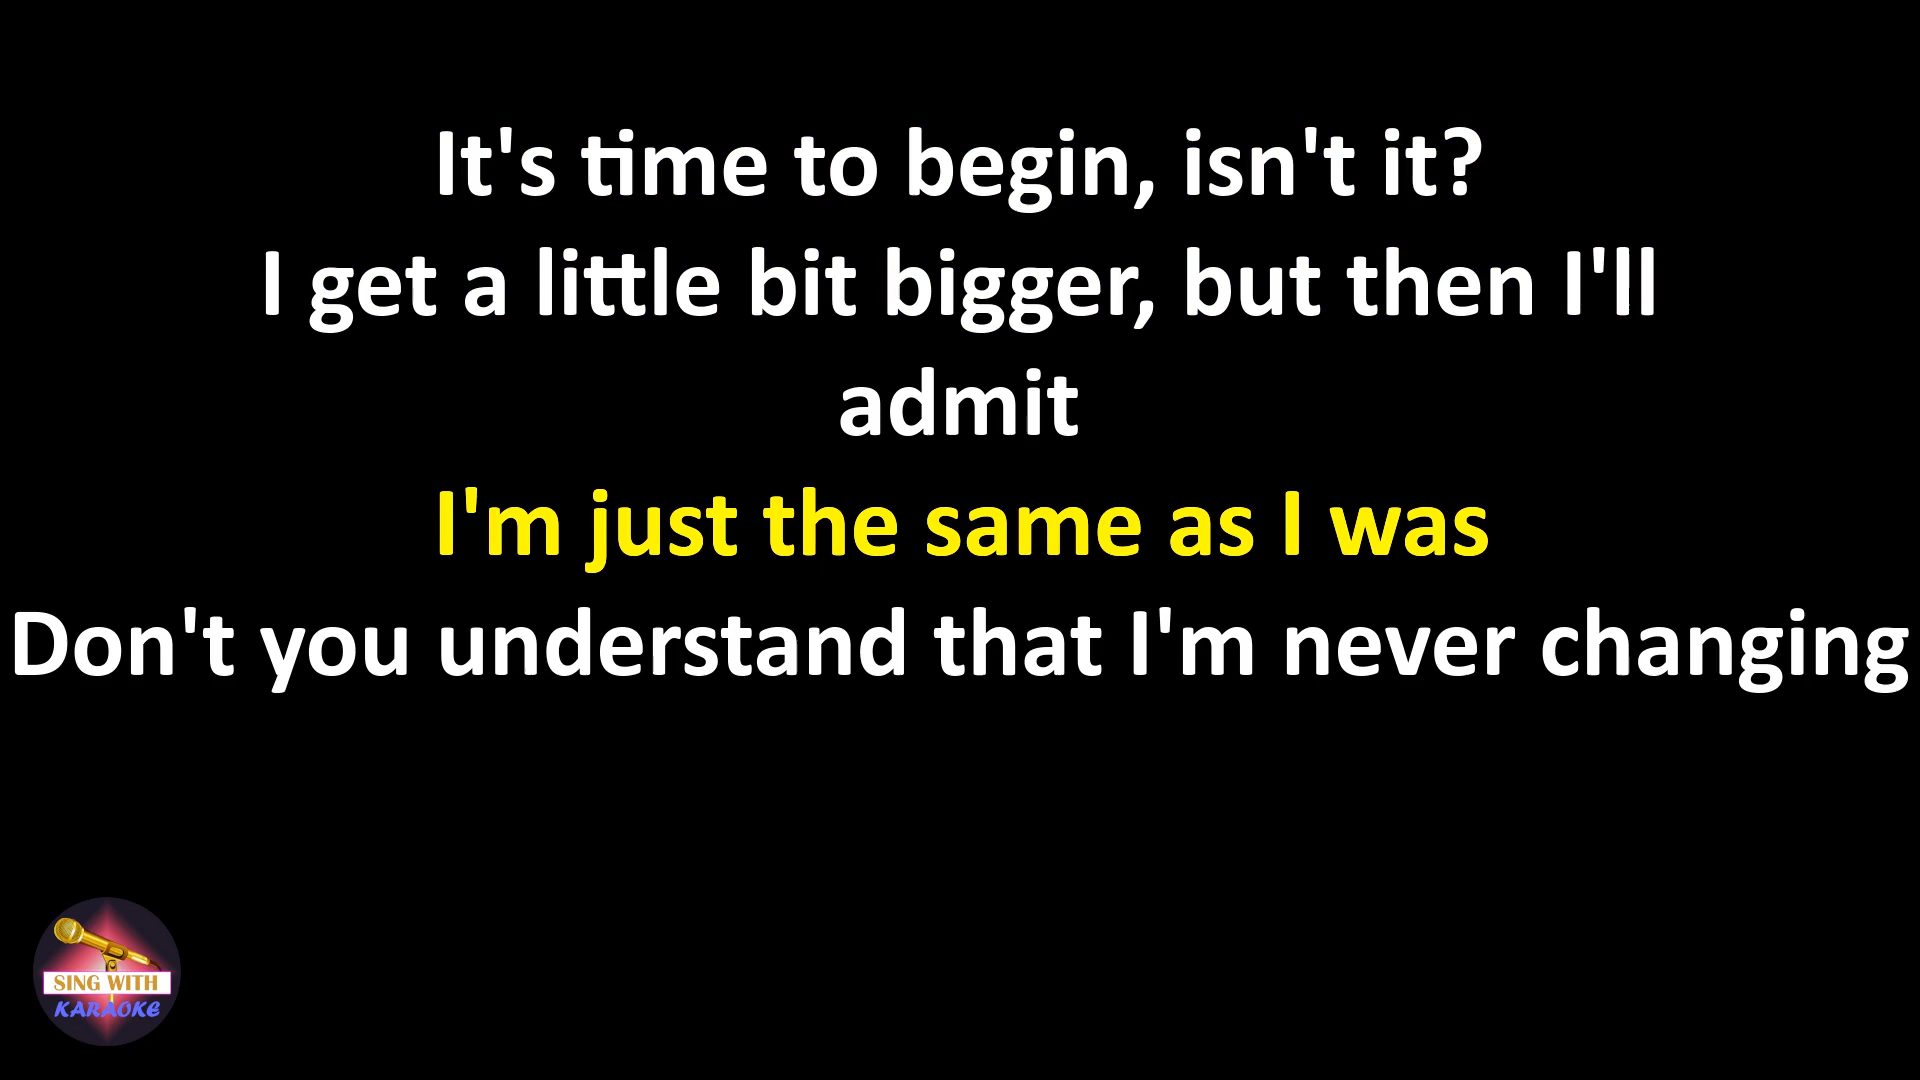 It's time to begin, isn't it?
I get a little bit bigger, but then I'll
admit
I'm just the same as I was
Don't you understand that I'm never changing
SING WITH
KARAOKE